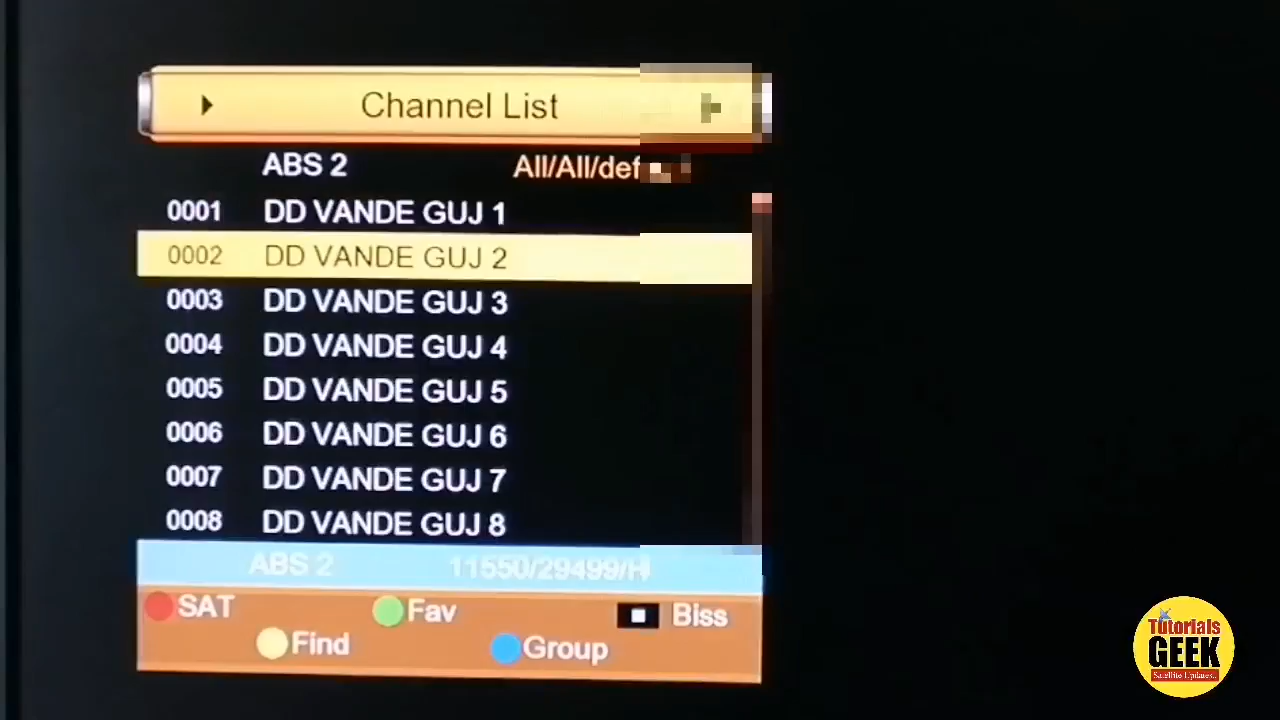 Channel List
ABS 2 All/All/def
0001 DD VANDE GUJ 1
0002 DD VANDE GUJ 2
0003 DD VANDE GUJ 3
0004 DD VANDE GUJ 4
0005 DD VANDE GUJ 5
0006 DD VANDE GUJ 6
0007 DD VANDE GUJ 7
0008 DD VANDE GUJ 8
ABS 2 11550/29499/H
SAT Fav Biss
Find Group
Tutorials
GEEK
Satellite Updates..